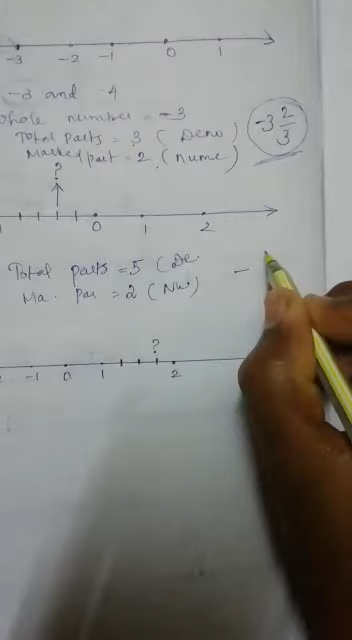 -3 -2 -1 0 1
-3 and -4
whole number = -3
Total parts = 3 (Deno)
Marked part = 2 (nume)
-3 2/3
?
0 1 2
Total parts = 5 (De
Ma. par = 2 (Nu)
-
?
-1 0 1 2